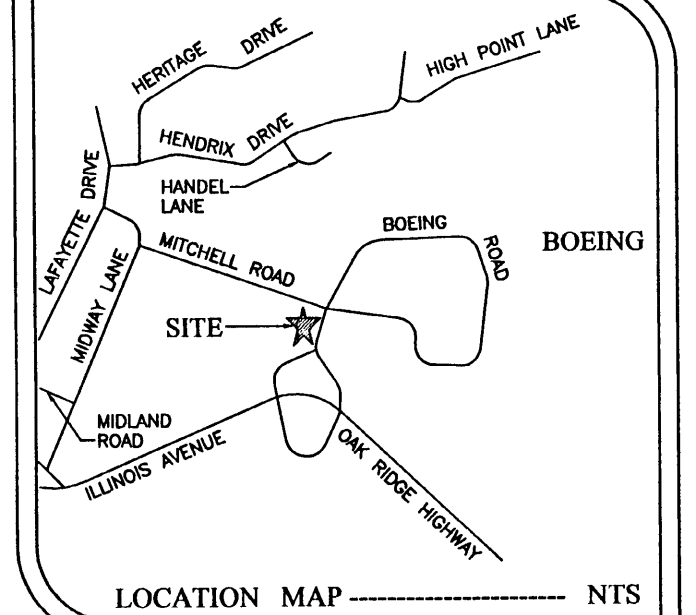 HERITAGE DRIVE
HIGH POINT LANE
HENDRIX DRIVE
HANDEL
LANE
LAFAYETTE DRIVE
MIDWAY LANE
MITCHELL ROAD
BOEING ROAD
BOEING
SITE
MIDLAND
ROAD
ILLINOIS AVENUE
OAK RIDGE HIGHWAY
LOCATION MAP ----------------------- NTS